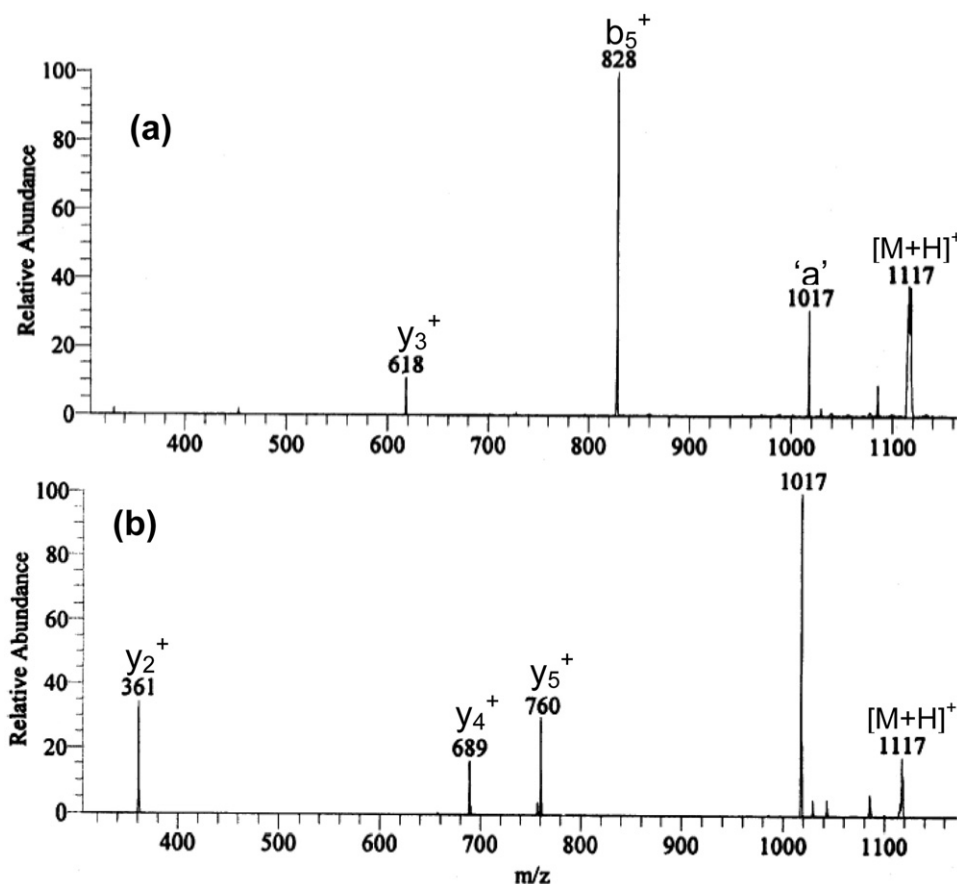 b₅⁺
828
100
(a)
80
Relative Abundance
60
[M+H]⁺
‘a’
1117
40
1017
y₃⁺
20
618
0
400 500 600 700 800 900 1000 1100
100
1017
(b)
80
Relative Abundance
60
y₂⁺
y₅⁺
40
361
760
y₄⁺
[M+H]⁺
689
1117
20
0
400 500 600 700 800 900 1000 1100
m/z